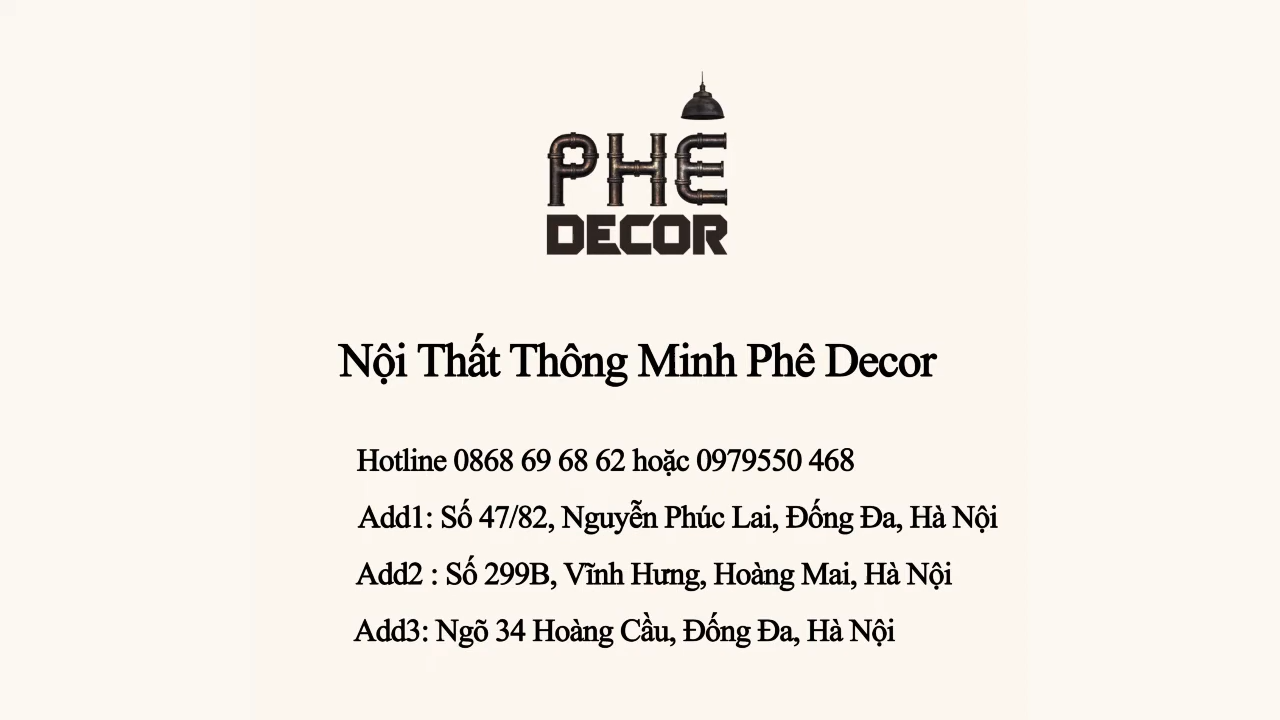 PHÊ
DECOR
Nội Thất Thông Minh Phê Decor
Hotline 0868 69 68 62 hoặc 0979550 468
Add1: Số 47/82, Nguyễn Phúc Lai, Đống Đa, Hà Nội
Add2 : Số 299B, Vĩnh Hưng, Hoàng Mai, Hà Nội
Add3: Ngõ 34 Hoàng Cầu, Đống Đa, Hà Nội